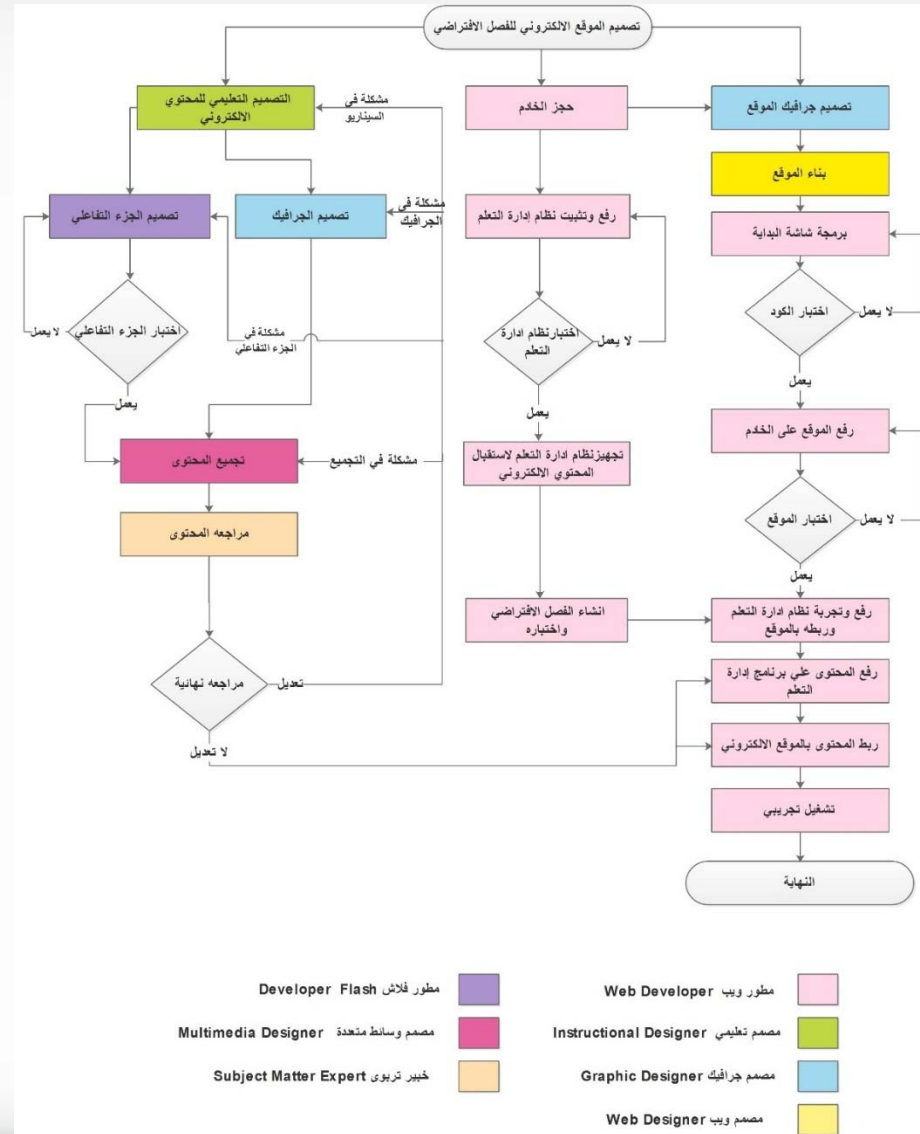 تصميم الموقع الالكتروني للفصل الافتراضي
تصميم جرافيك الموقع
حجز الخادم
مشكلة في
السيناريو
التصميم التعليمي للمحتوي
الالكتروني
بناء الموقع
برمجة شاشة البداية
رفع وتثبيت نظام إدارة التعلم
مشكلة في
الجرافيك
تصميم الجرافيك
تصميم الجزء التفاعلي
اختبار الكود
لا يعمل
يعمل
اختبارنظام ادارة
التعلم
لا يعمل
يعمل
مشكلة في
الجزء التفاعلي
اختبار الجزء التفاعلي
لا يعمل
يعمل
رفع الموقع على الخادم
تجهيزنظام ادارة التعلم لاستقبال
المحتوي الالكتروني
مشكلة في التجميع
تجميع المحتوى
اختبار الموقع
لا يعمل
يعمل
مراجعه المحتوى
رفع وتجربة نظام ادارة التعلم
وربطه بالموقع
انشاء الفصل الافتراضي
واختباره
رفع المحتوى علي برنامج إدارة
التعلم
مراجعه نهائية
تعديل
لا تعديل
ربط المحتوى بالموقع الالكتروني
تشغيل تجريبي
النهاية
مطور ويب Web Developer
مطور فلاش Developer Flash
مصمم تعليمي Instructional Designer
مصمم وسائط متعددة Multimedia Designer
مصمم جرافيك Graphic Designer
خبير تربوى Subject Matter Expert
مصمم ويب Web Designer